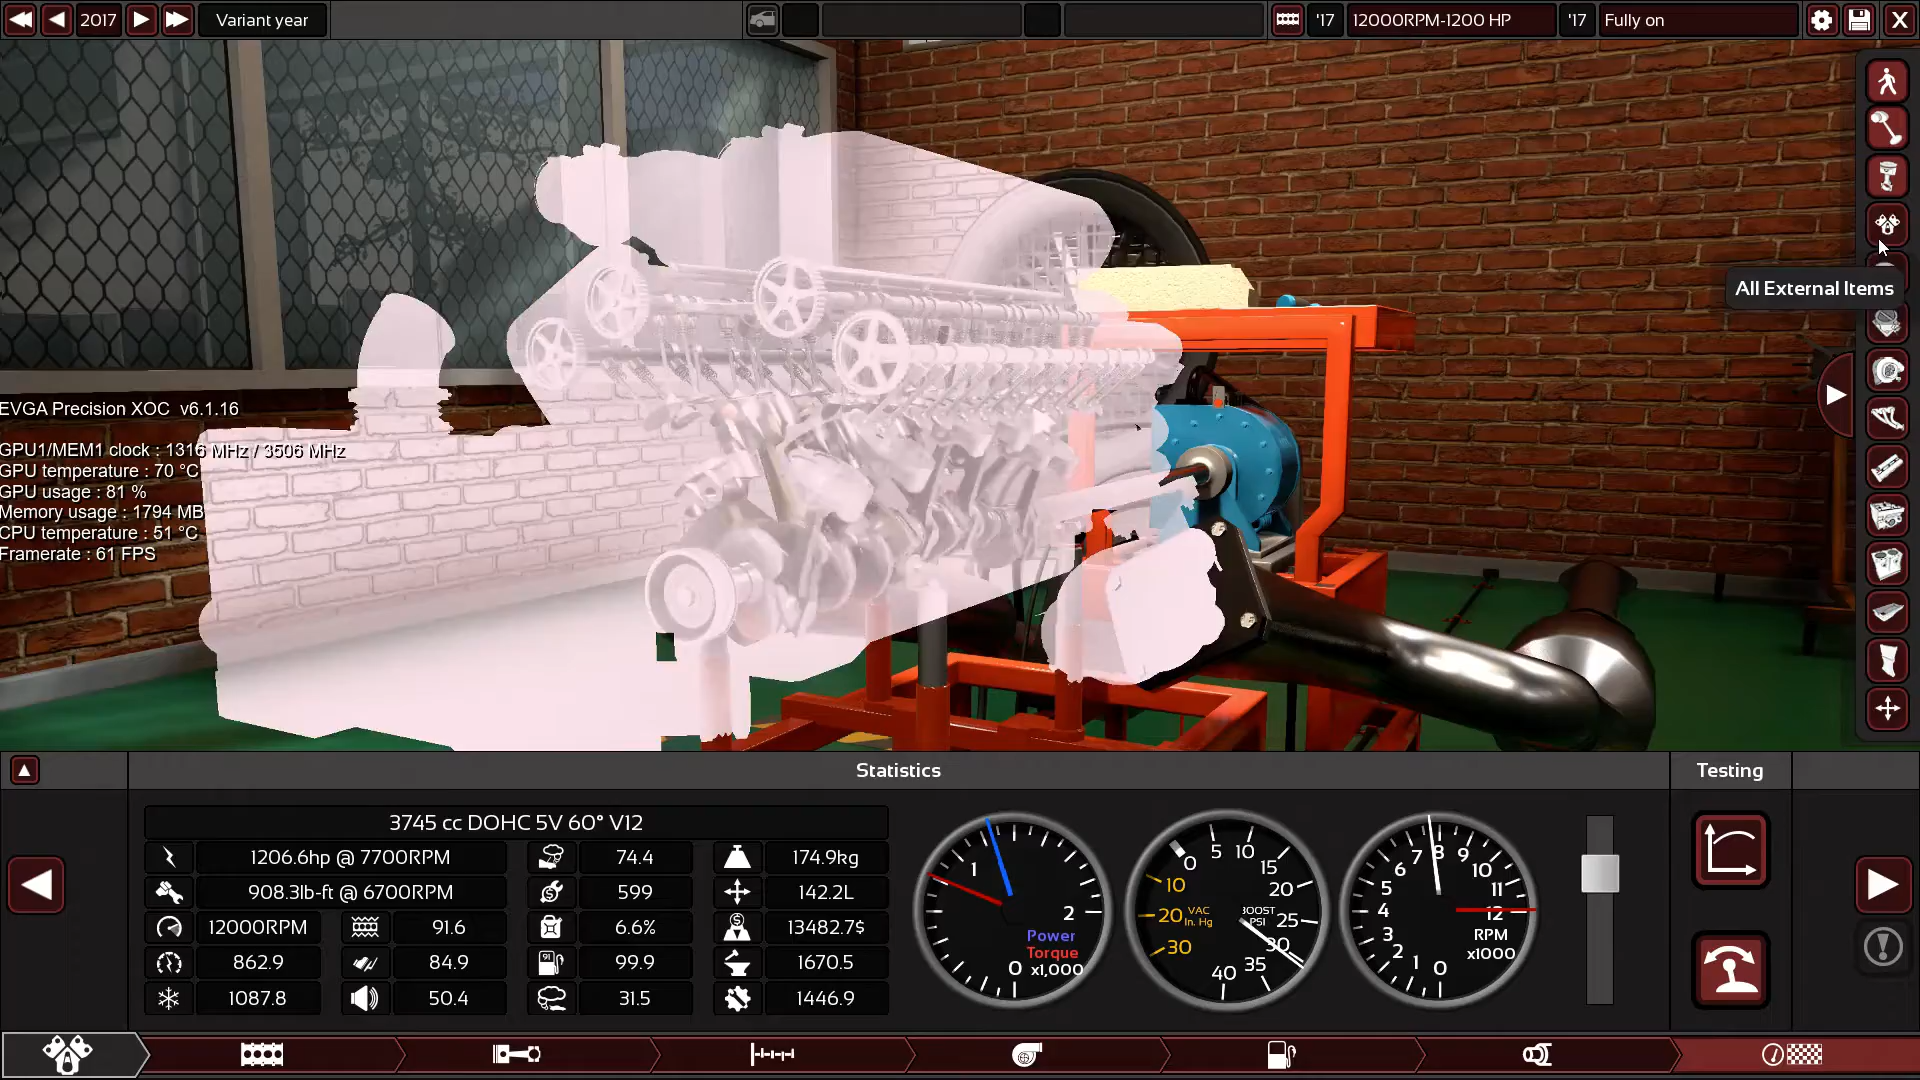 2017
Variant year
'17
12000RPM-1200 HP
'17
Fully on
X
All External Items
EVGA Precision XOC v6.1.16
GPU1/MEM1 clock : 1316 MHz / 3506 MHz
GPU temperature : 70 °C
GPU usage : 81 %
Memory usage : 1794 MB
CPU temperature : 51 °C
Framerate : 61 FPS
Statistics
Testing
3745 cc DOHC 5V 60° V12
1206.6hp @ 7700RPM
74.4
174.9kg
908.3lb-ft @ 6700RPM
599
142.2L
12000RPM
91.6
6.6%
13482.7$
862.9
84.9
99.9
1670.5
1087.8
50.4
31.5
1446.9
1
2
Power
Torque
0 x1,000
0 5 10 15 20 25 30 35 40
10 20 30
VAC
In. Hg
BOOST
PSI
0 1 2 3 4 5 6 7 8 9 10 11 12
RPM
x1000